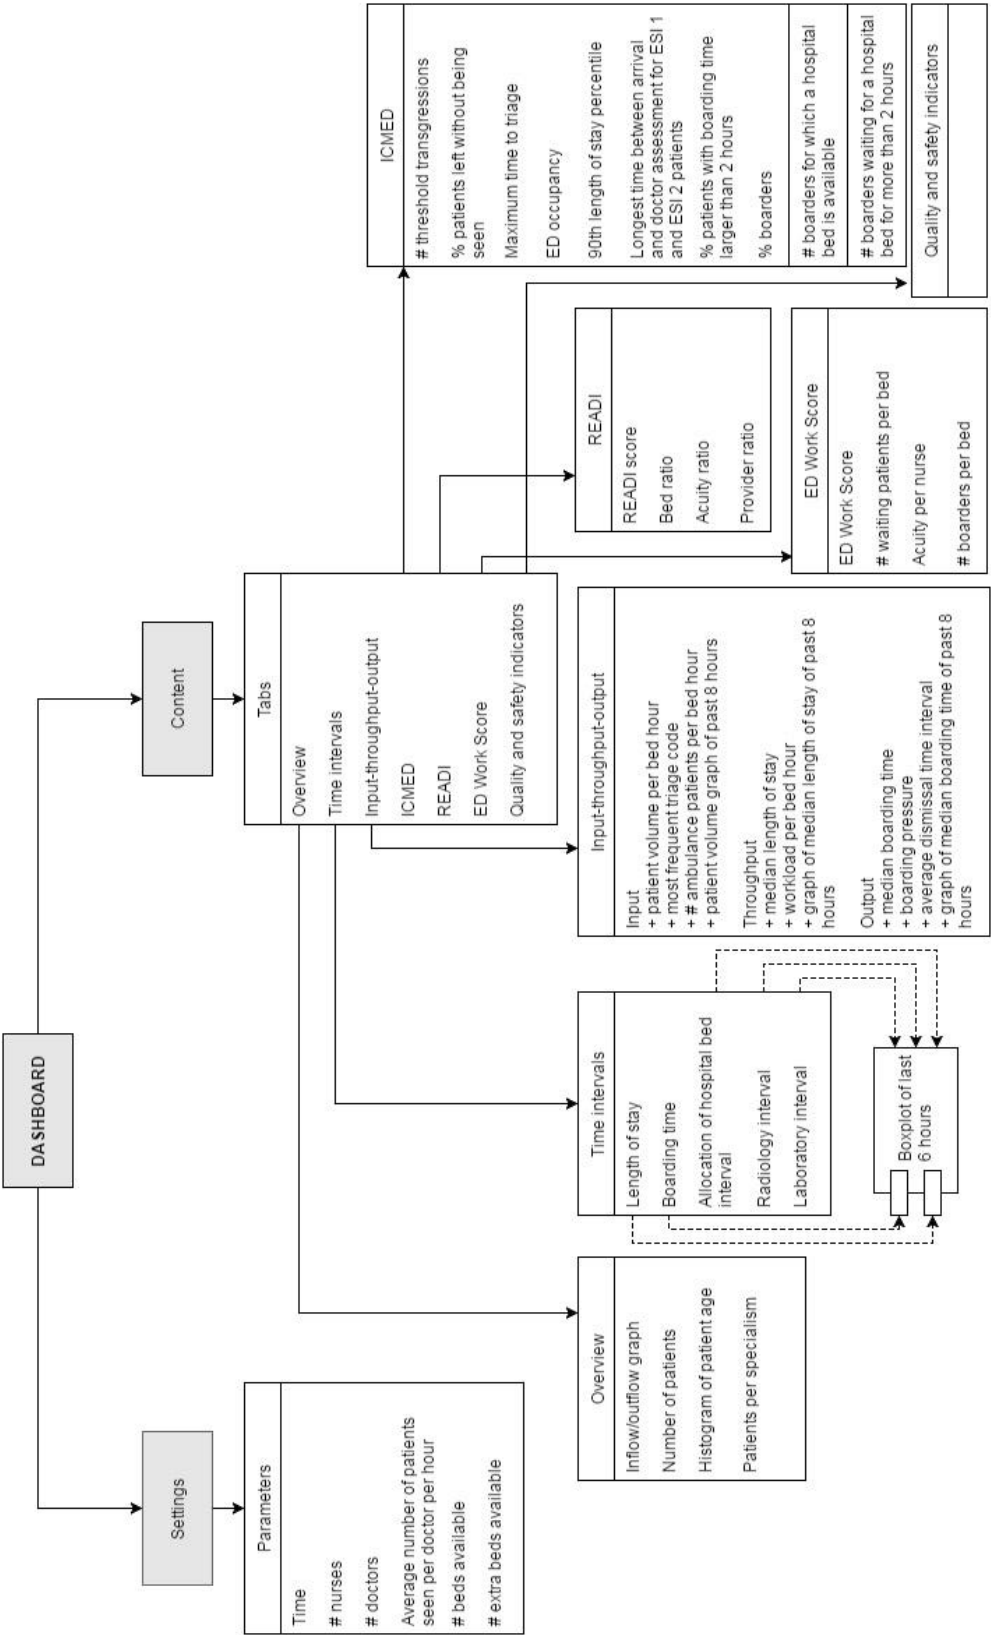 DASHBOARD
Settings
Content
Parameters
Time
# nurses
# doctors
Average number of patients
seen per doctor per hour
# beds available
# extra beds available
Tabs
Overview
Time intervals
Input-throughput-output
ICMED
READI
ED Work Score
Quality and safety indicators
Overview
Inflow/outflow graph
Number of patients
Histogram of patient age
Patients per specialism
Time intervals
Length of stay
Boarding time
Allocation of hospital bed
interval
Radiology interval
Laboratory interval
Boxplot of last
6 hours
Input-throughput-output
Input
+ patient volume per bed hour
+ most frequent triage code
+ # ambulance patients per bed hour
+ patient volume graph of past 8 hours
Throughput
+ median length of stay
+ workload per bed hour
+ graph of median length of stay of past 8
hours
Output
+ median boarding time
+ boarding pressure
+ average dismissal time interval
+ graph of median boarding time of past 8
hours
READI
READI score
Bed ratio
Acuity ratio
Provider ratio
ED Work Score
ED Work Score
# waiting patients per bed
Acuity per nurse
# boarders per bed
ICMED
# threshold transgressions
% patients left without being
seen
Maximum time to triage
ED occupancy
90th length of stay percentile
Longest time between arrival
and doctor assessment for ESI 1
and ESI 2 patients
% patients with boarding time
larger than 2 hours
% boarders
# boarders for which a hospital
bed is available
# boarders waiting for a hospital
bed for more than 2 hours
Quality and safety indicators